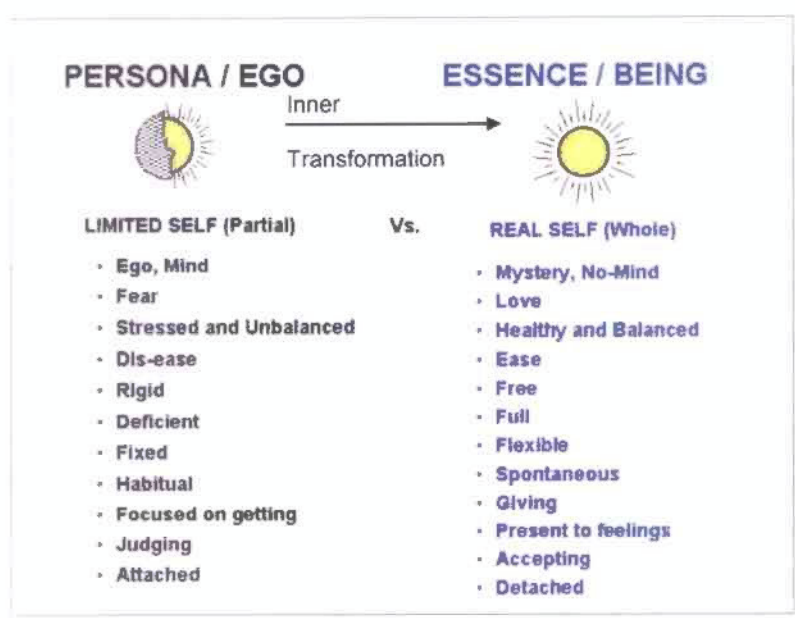 PERSONA / EGO
ESSENCE / BEING
Inner
Transformation
LIMITED SELF (Partial)
Vs.
REAL SELF (Whole)
· Ego, Mind
· Fear
· Stressed and Unbalanced
· Dis-ease
· Rigid
· Deficient
· Fixed
· Habitual
· Focused on getting
· Judging
· Attached
· Mystery, No-Mind
· Love
· Healthy and Balanced
· Ease
· Free
· Full
· Flexible
· Spontaneous
· Giving
· Present to feelings
· Accepting
· Detached